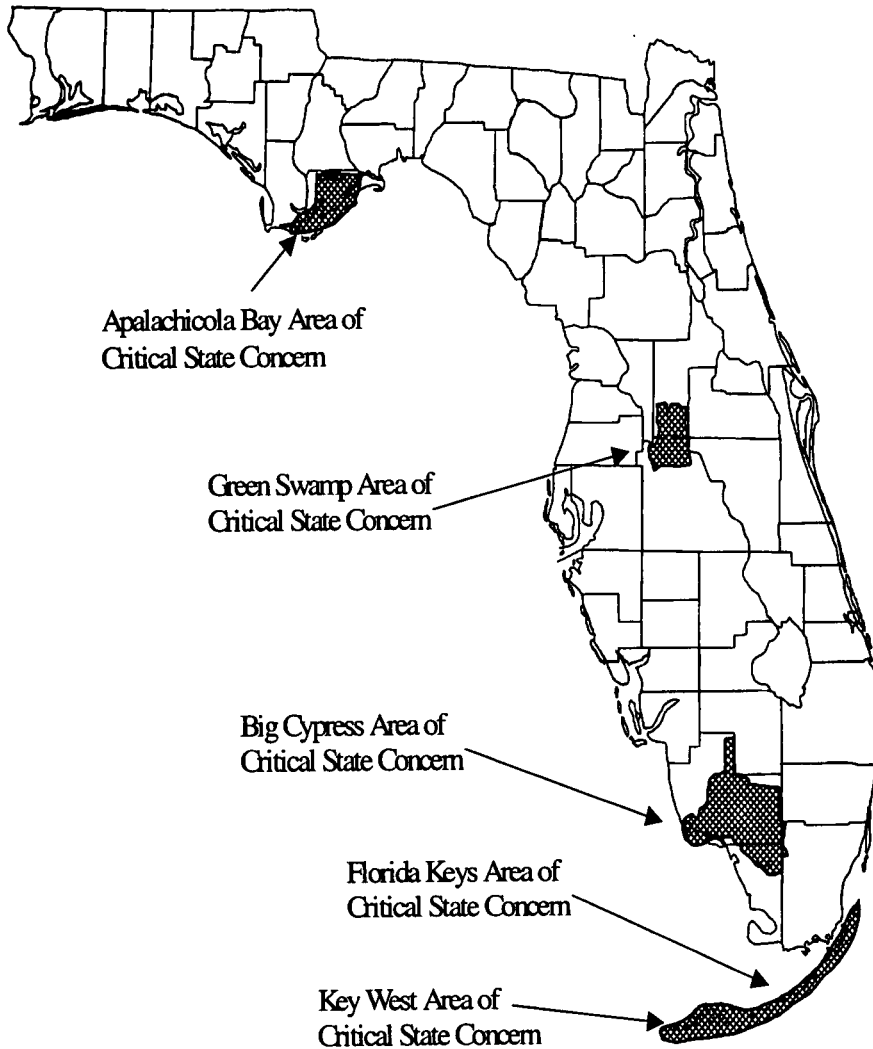 Apalachicola Bay Area of
Critical State Concern
Green Swamp Area of
Critical State Concern
Big Cypress Area of
Critical State Concern
Florida Keys Area of
Critical State Concern
Key West Area of
Critical State Concern